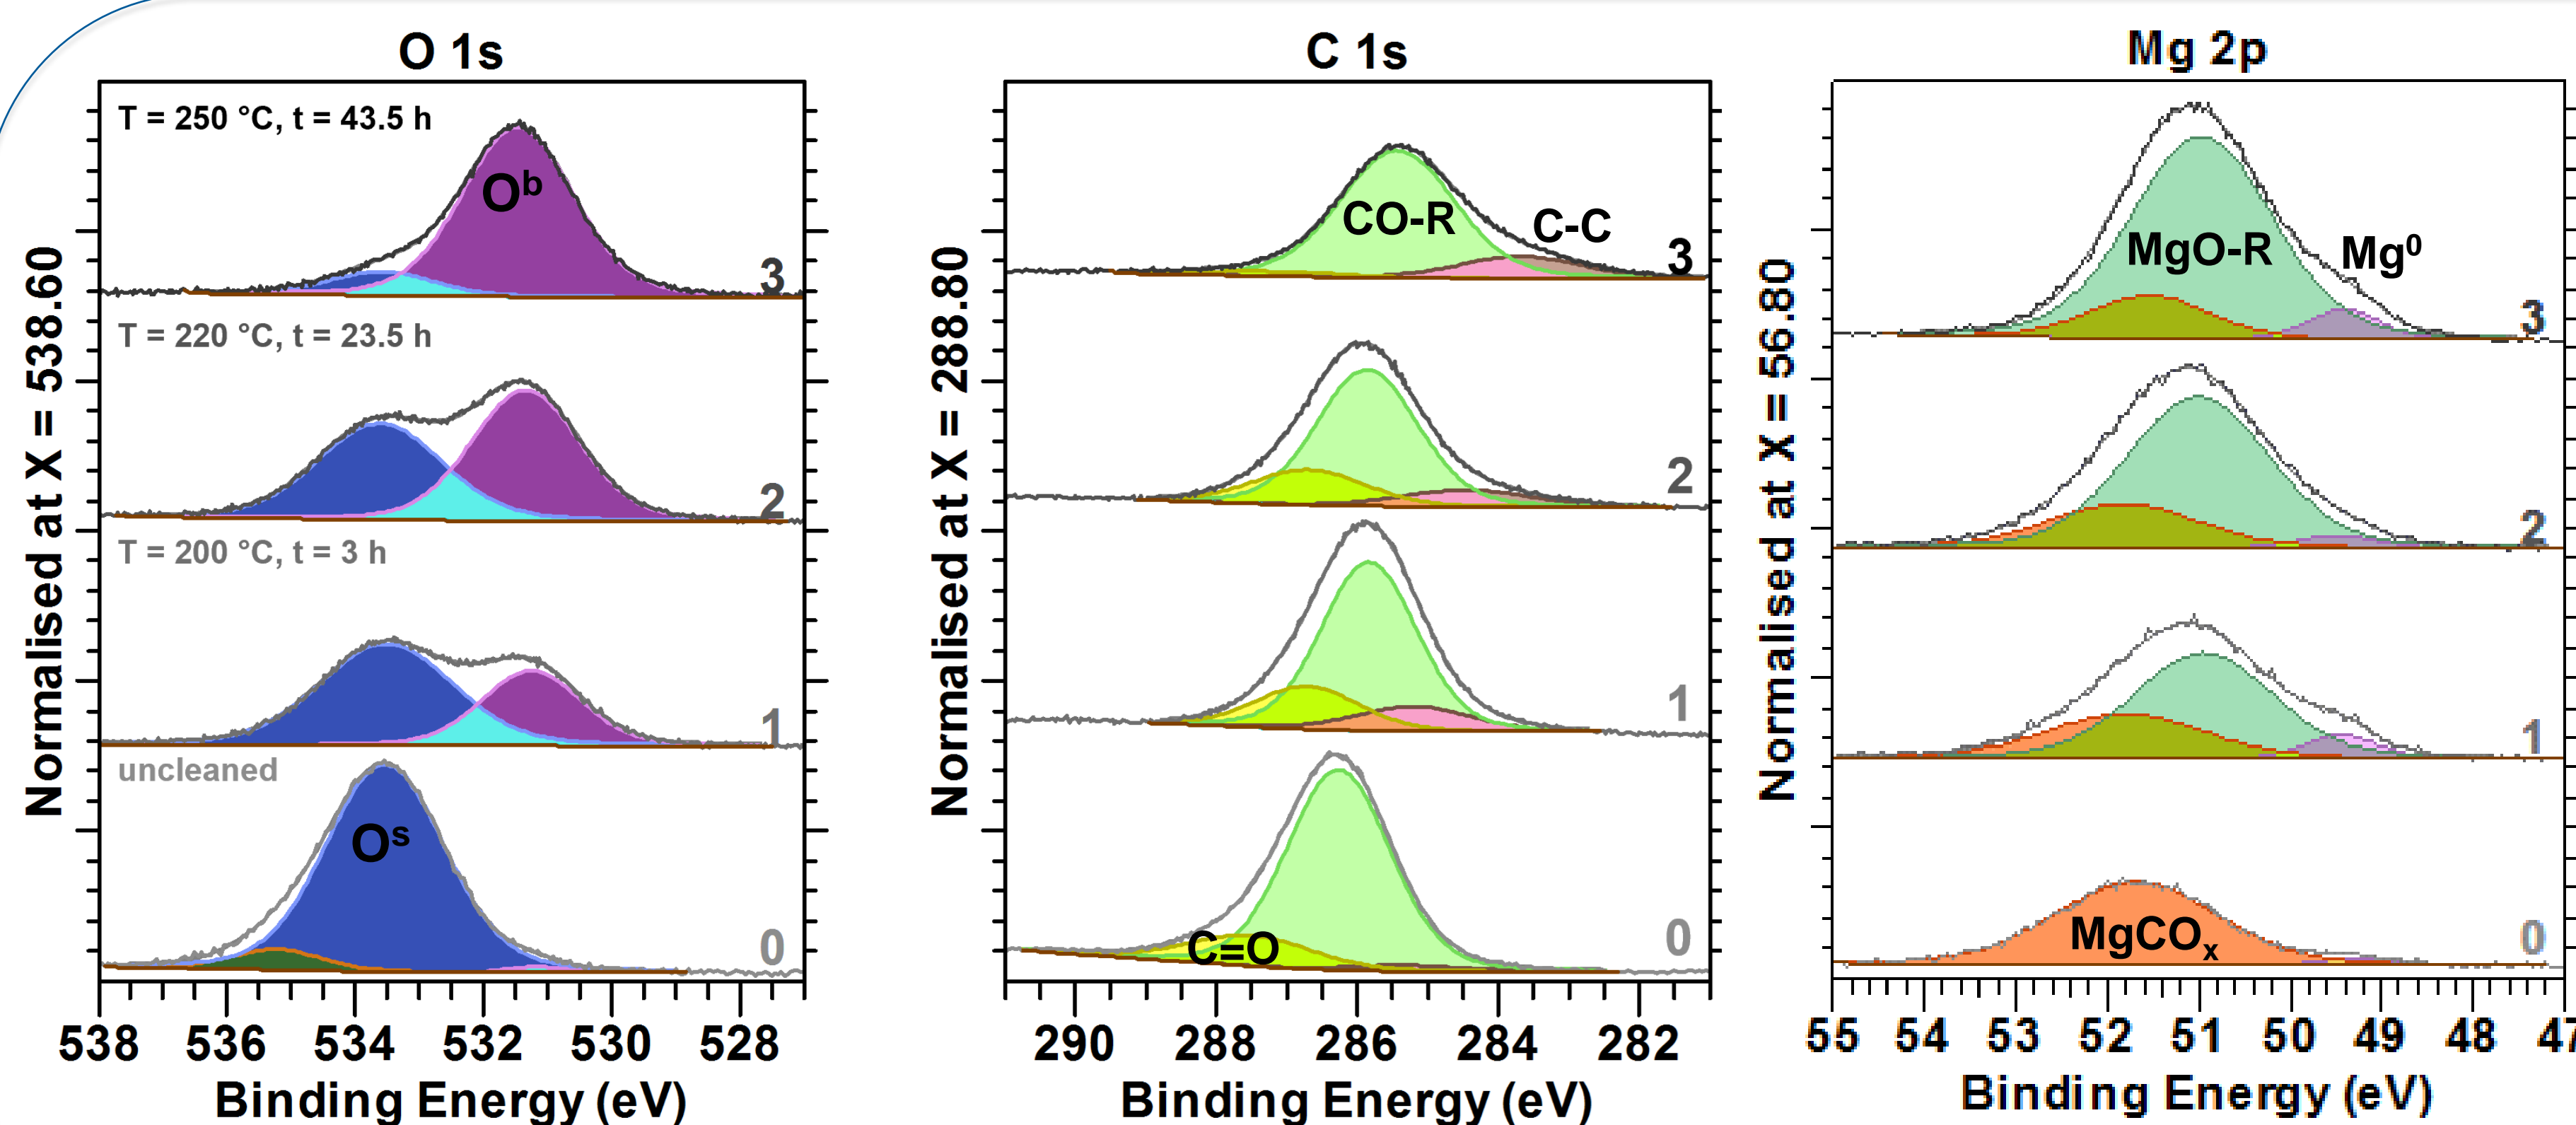 O 1s
Normalised at X = 538.60
T = 250 °C, t = 43.5 h
Oᵇ
3
T = 220 °C, t = 23.5 h
2
T = 200 °C, t = 3 h
1
uncleaned
Oˢ
0
538 536 534 532 530 528
Binding Energy (eV)
C 1s
Normalised at X = 288.80
CO-R
C-C
3
2
1
C=O
0
290 288 286 284 282
Binding Energy (eV)
Mg 2p
Normalised at X = 56.80
MgO-R
Mg⁰
3
2
1
MgCOₓ
0
55 54 53 52 51 50 49 48 47
Binding Energy (eV)